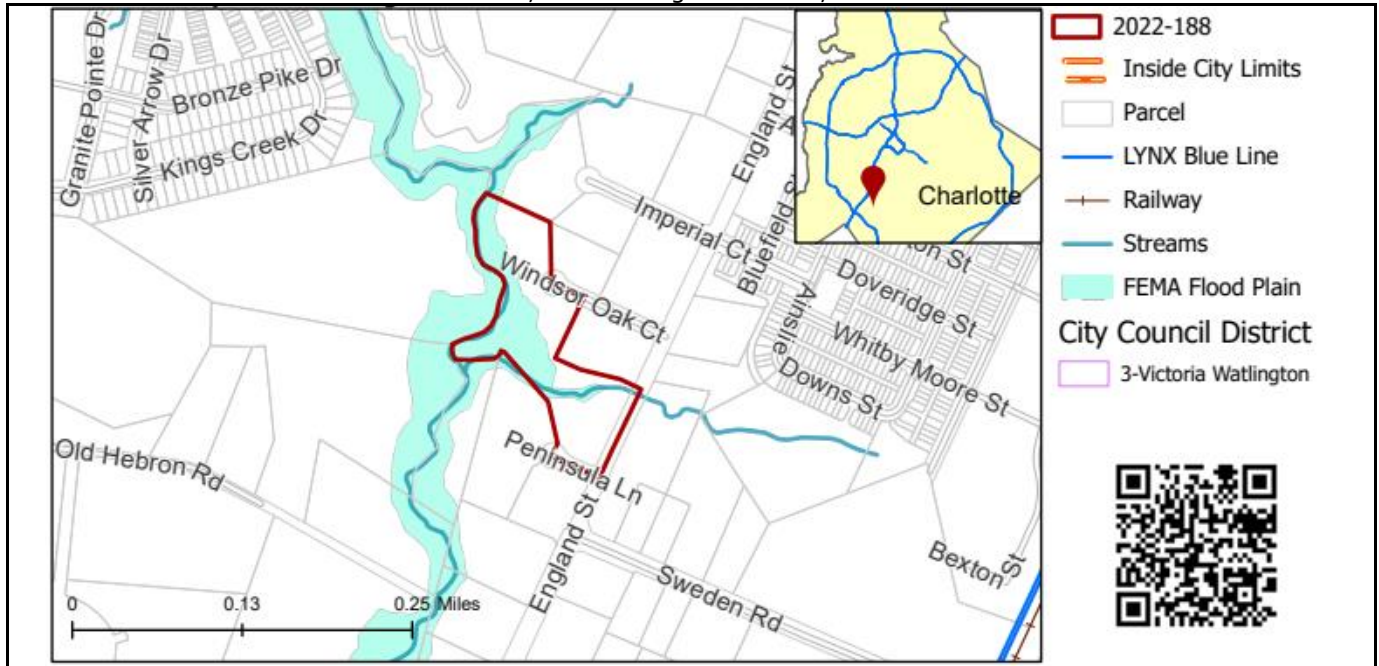 Granite Pointe Dr
Silver Arrow Dr
Bronze Pike Dr
Kings Creek Dr
England St
Bluefield S
Imperial Ct
Windsor Oak Ct
Ainslie
Doveridge St
Whitby Moore St
Downs St
Peninsula Ln
Old Hebron Rd
England St
Sweden Rd
Bexton St
0 0.13 0.25 Miles
Charlotte
2022-188
Inside City Limits
Parcel
LYNX Blue Line
Railway
Streams
FEMA Flood Plain
City Council District
3-Victoria Watlington